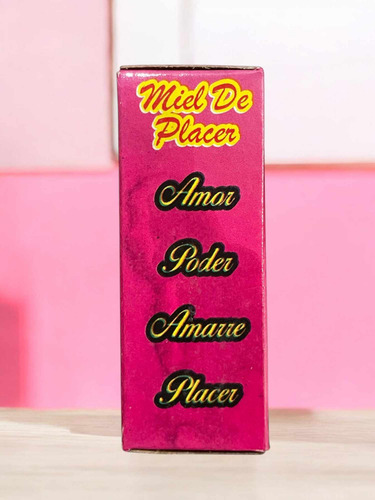 Miel De
Placer
Amor
Poder
Amarre
Placer